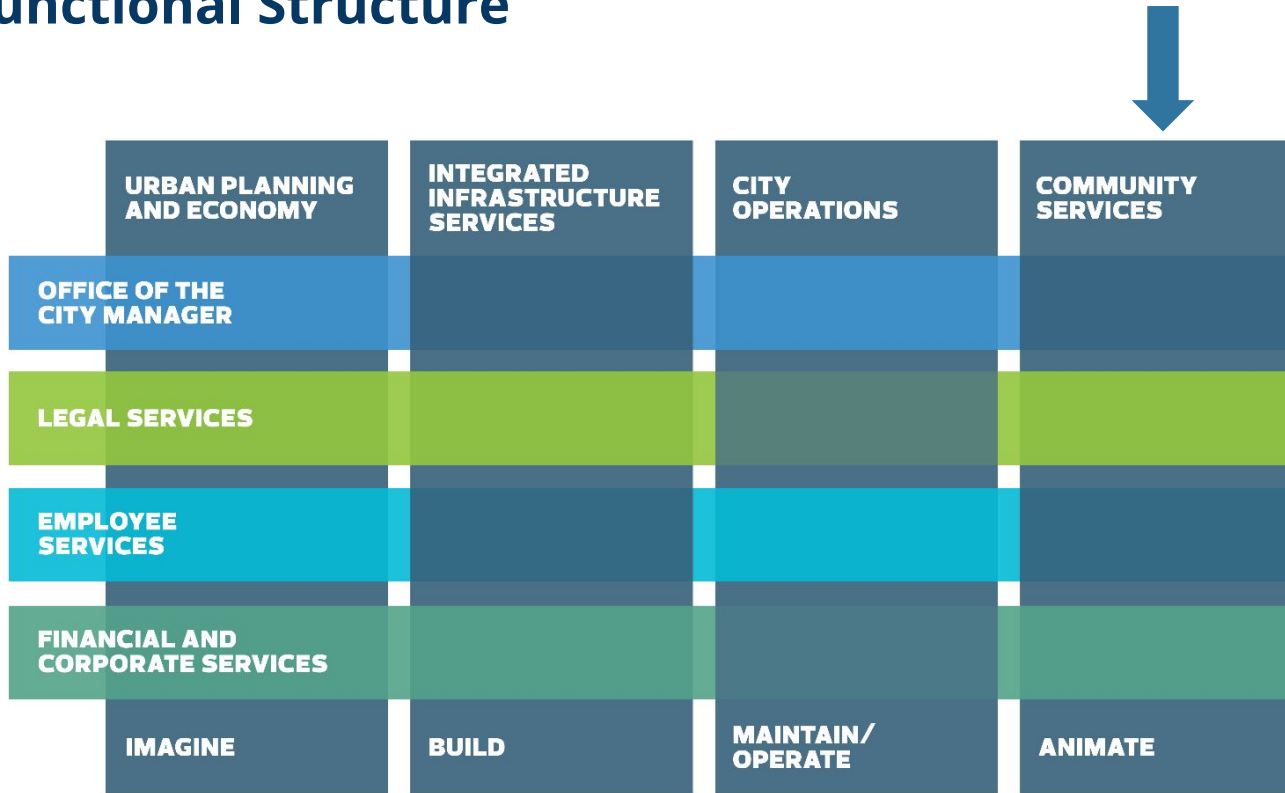 unctional Structure
URBAN PLANNING
AND ECONOMY
INTEGRATED
INFRASTRUCTURE
SERVICES
CITY
OPERATIONS
COMMUNITY
SERVICES
OFFICE OF THE
CITY MANAGER
LEGAL SERVICES
EMPLOYEE
SERVICES
FINANCIAL AND
CORPORATE SERVICES
IMAGINE
BUILD
MAINTAIN/
OPERATE
ANIMATE